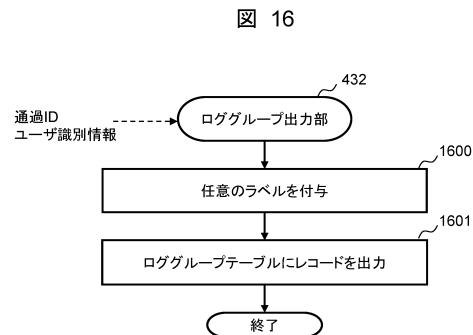 図 16
432
通過ID
ユーザ識別情報
ロググループ出力部
1600
任意のラベルを付与
1601
ロググループテーブルにレコードを出力
終了